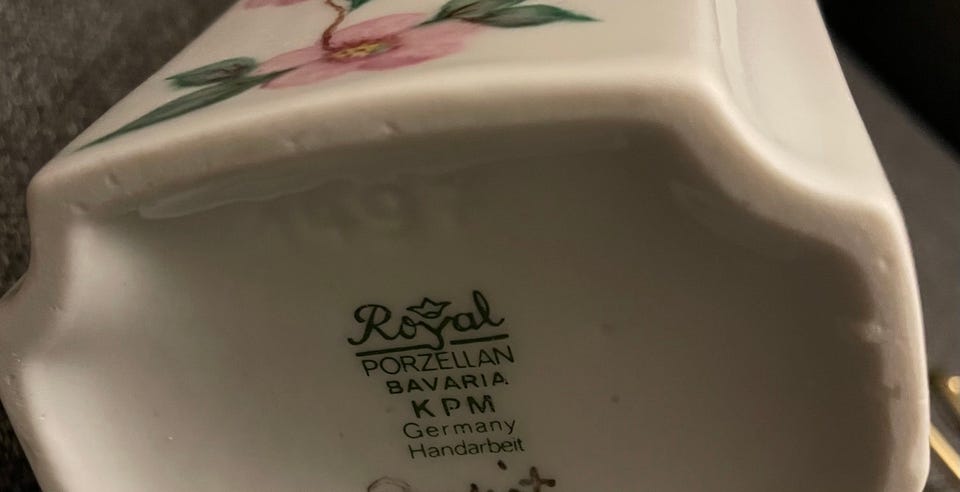 Royal
PORZELLAN
BAVARIA
KPM
Germany
Handarbeit